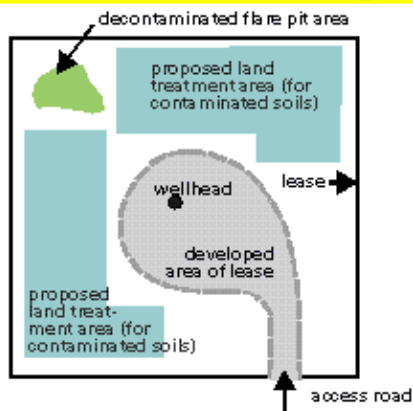 decontaminated flare pit area
proposed land
treatment area (for
contaminated soils)
lease
wellhead
developed
area of lease
proposed
land treat-
ment area (for
contaminated soils)
access road